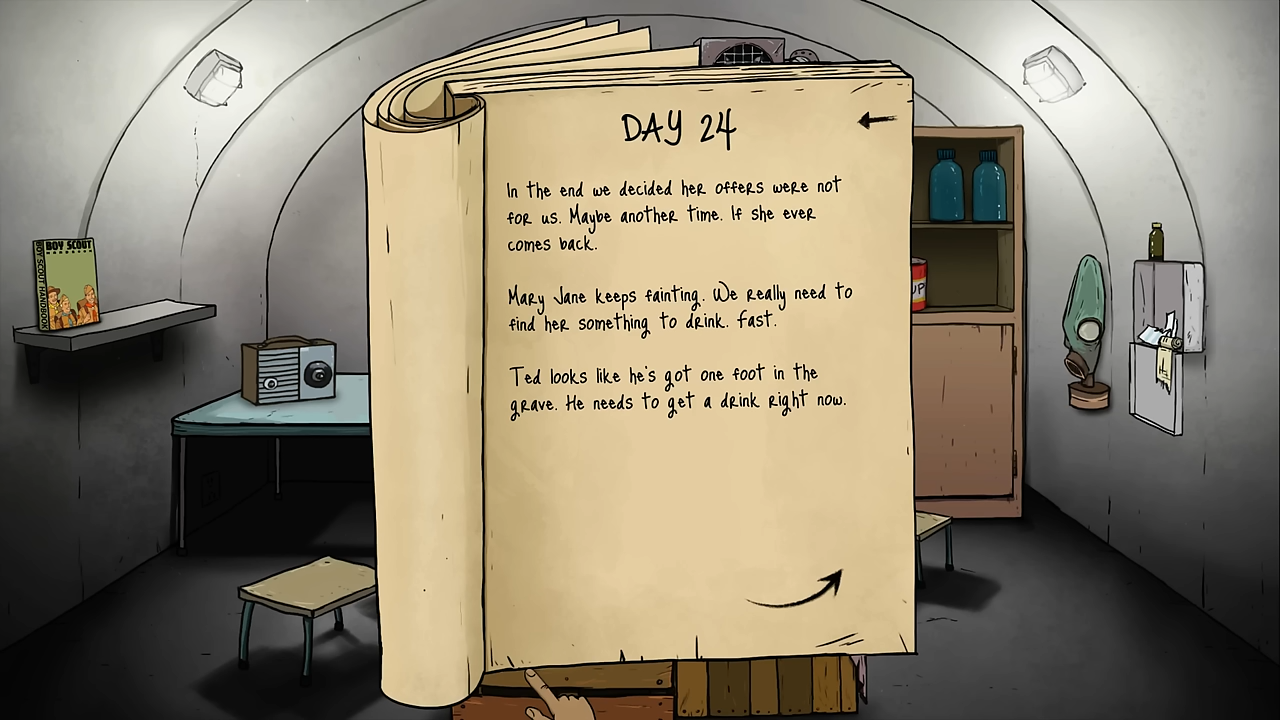 DAY 24
In the end we decided her offers were not
for us. Maybe another time. If she ever
comes back.
Mary Jane keeps fainting. We really need to
find her something to drink. Fast.
Ted looks like he's got one foot in the
grave. He needs to get a drink right now.
BOY SCOUT
BOY SCOUT HANDBOOK
UP